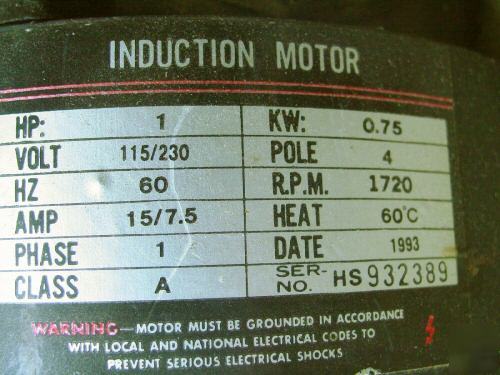 INDUCTION MOTOR
HP: 1 KW: 0.75
VOLT 115/230 POLE 4
HZ 60 R.P.M. 1720
AMP 15/7.5 HEAT 60°C
PHASE 1 DATE 1993
CLASS A SER-NO. HS 932389
WARNING—MOTOR MUST BE GROUNDED IN ACCORDANCE
WITH LOCAL AND NATIONAL ELECTRICAL CODES TO
PREVENT SERIOUS ELECTRICAL SHOCKS